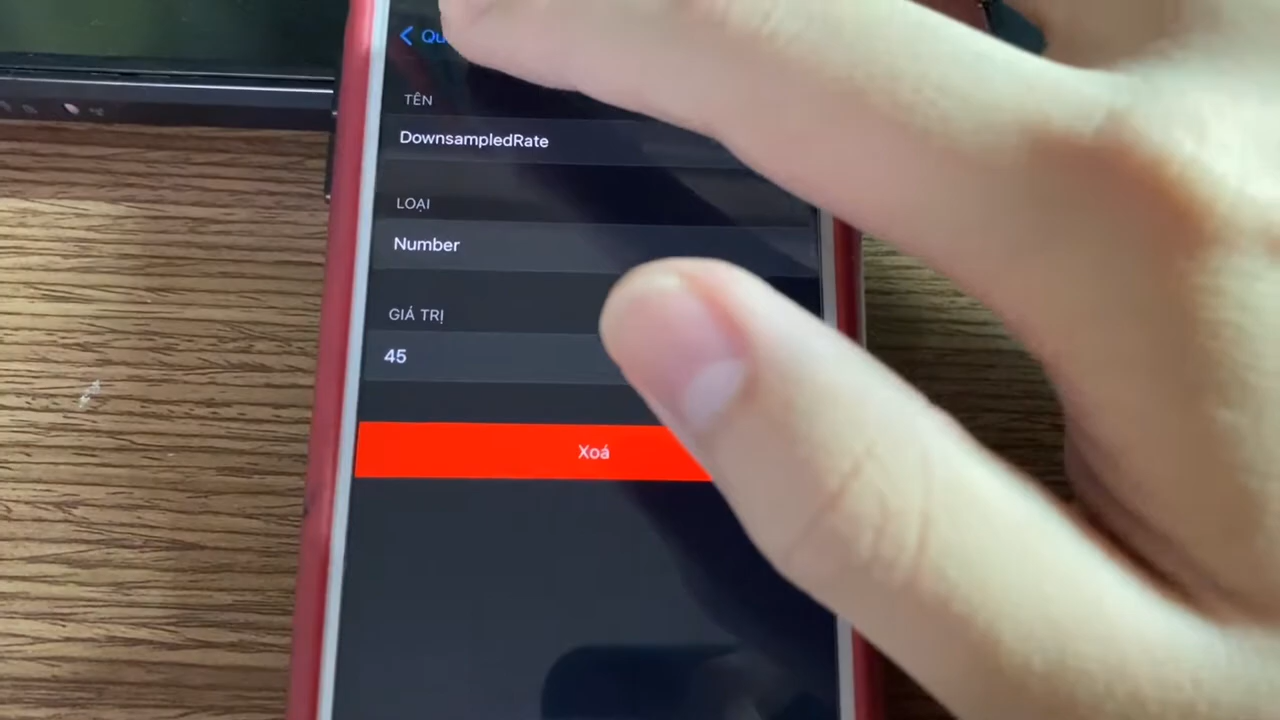 TÊN
DownsampledRate
LOẠI
Number
GIÁ TRỊ
45
Xoá